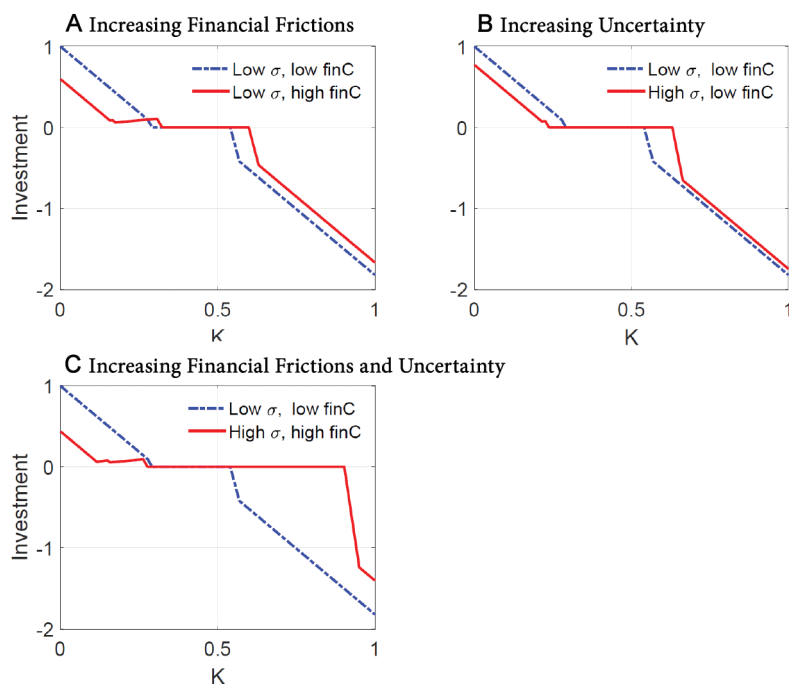 A Increasing Financial Frictions
1
0
-1
-2
Investment
Low σ, low finC
Low σ, high finC
0
0.5
1
K
B Increasing Uncertainty
1
0
-1
-2
Investment
Low σ, low finC
High σ, low finC
0
0.5
1
K
C Increasing Financial Frictions and Uncertainty
1
0
-1
-2
Investment
Low σ, low finC
High σ, high finC
0
0.5
1
K